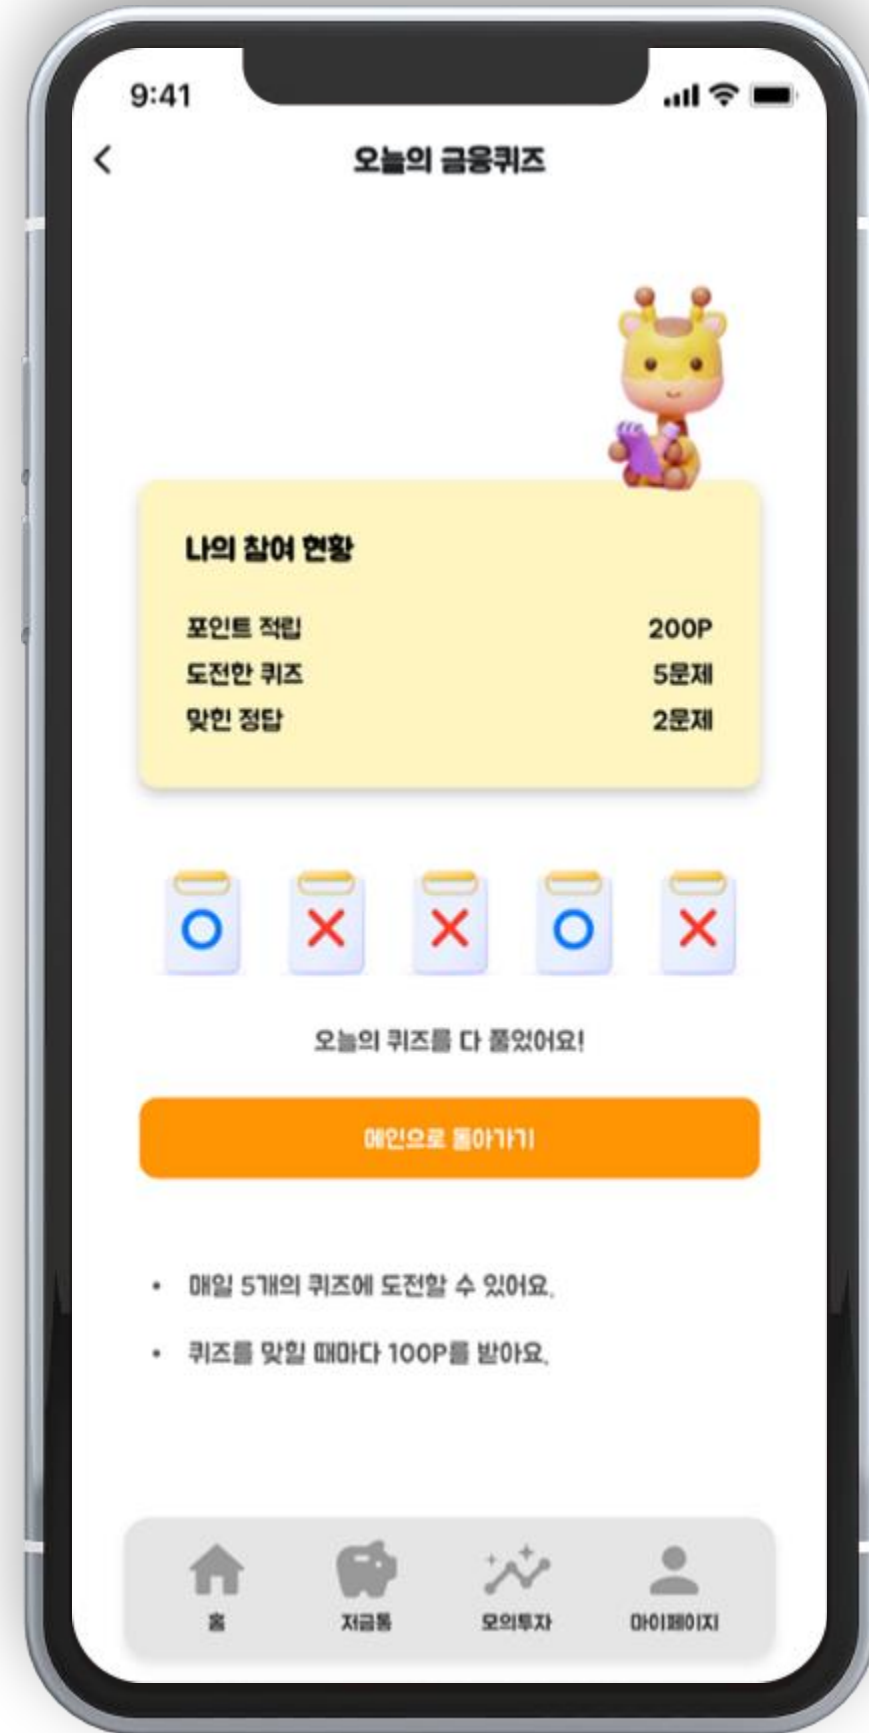 9:41
오늘의 금융퀴즈
나의 참여 현황
포인트 적립 200P
도전한 퀴즈 5문제
맞힌 정답 2문제
오늘의 퀴즈를 다 풀었어요!
메인으로 돌아가기
• 매일 5개의 퀴즈에 도전할 수 있어요.
• 퀴즈를 맞힐 때마다 100P를 받아요.
홈 저금통 모의투자 마이페이지